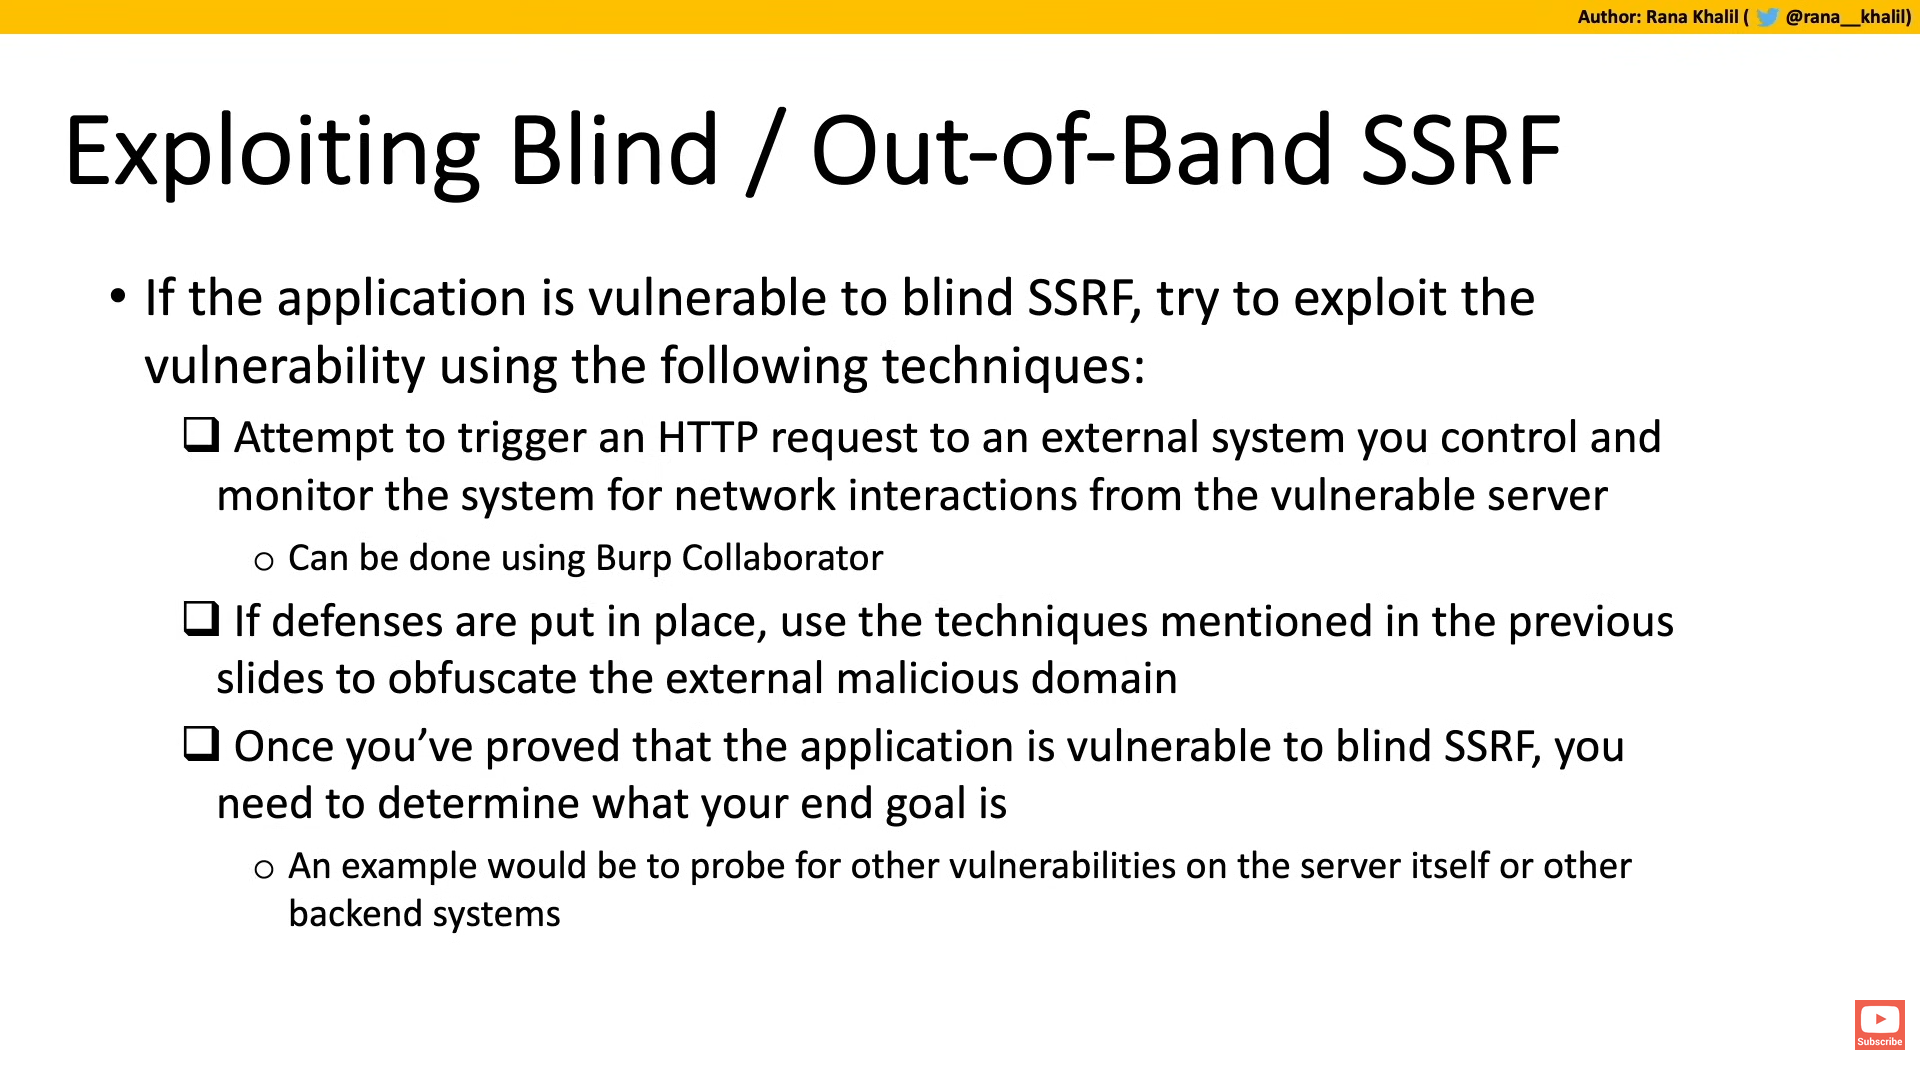 Author: Rana Khalil ( @rana__khalil)
Exploiting Blind / Out-of-Band SSRF
• If the application is vulnerable to blind SSRF, try to exploit the
vulnerability using the following techniques:
❑ Attempt to trigger an HTTP request to an external system you control and
monitor the system for network interactions from the vulnerable server
o Can be done using Burp Collaborator
❑ If defenses are put in place, use the techniques mentioned in the previous
slides to obfuscate the external malicious domain
❑ Once you’ve proved that the application is vulnerable to blind SSRF, you
need to determine what your end goal is
o An example would be to probe for other vulnerabilities on the server itself or other
backend systems
Subscribe